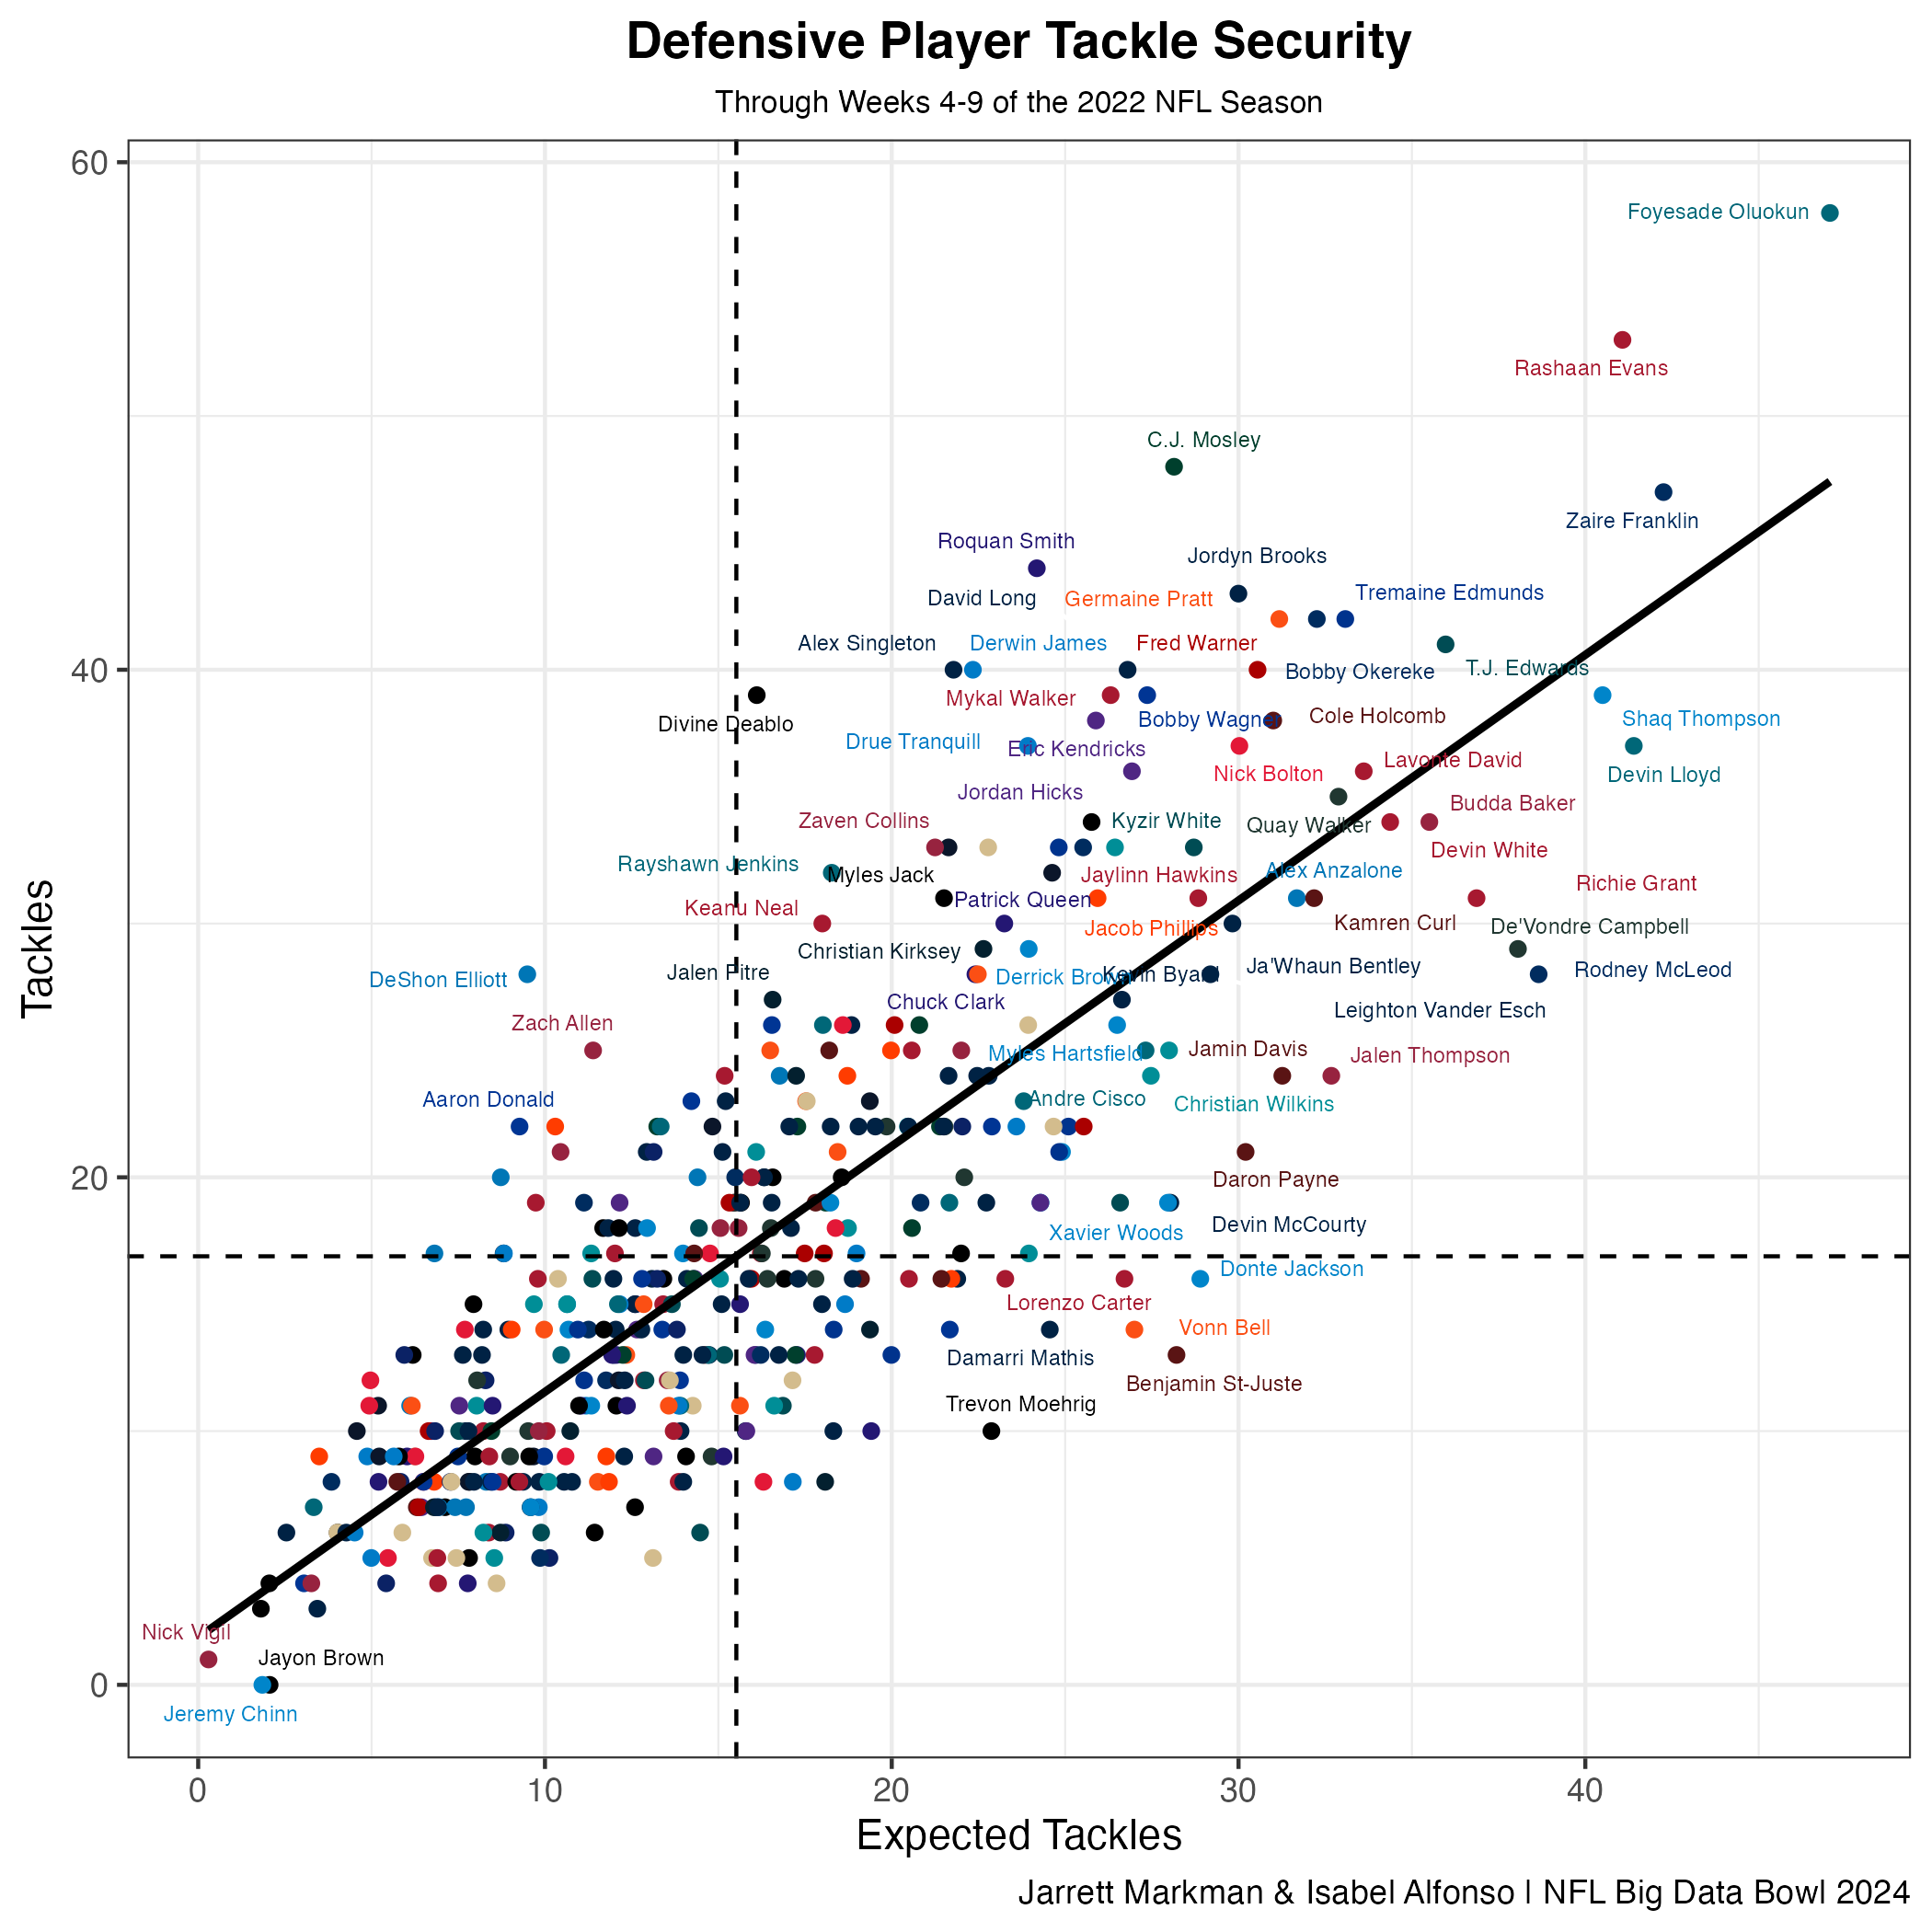 Defensive Player Tackle Security
Through Weeks 4-9 of the 2022 NFL Season
60
Foyesade Oluokun
Rashaan Evans
C.J. Mosley
Zaire Franklin
Roquan Smith
Jordyn Brooks
David Long
Germaine Pratt
Tremaine Edmunds
Alex Singleton
Derwin James
Fred Warner
40
Bobby Okereke
T.J. Edwards
Mykal Walker
Divine Deablo
Bobby Wagner
Cole Holcomb
Shaq Thompson
Drue Tranquill
Eric Kendricks
Nick Bolton
Lavonte David
Devin Lloyd
Jordan Hicks
Budda Baker
Zaven Collins
Kyzir White
Quay Walker
Devin White
Rayshawn Jenkins
Myles Jack
Jaylinn Hawkins
Alex Anzalone
Richie Grant
Keanu Neal
Patrick Queen
Jacob Phillips
Kamren Curl
De'Vondre Campbell
Christian Kirksey
Jalen Pitre
DeShon Elliott
Derrick Brown
Kevin Byard
Ja'Whaun Bentley
Rodney McLeod
Chuck Clark
Leighton Vander Esch
Zach Allen
Myles Hartsfield
Jamin Davis
Jalen Thompson
Aaron Donald
Andre Cisco
Christian Wilkins
20
Daron Payne
Xavier Woods
Devin McCourty
Donte Jackson
Lorenzo Carter
Vonn Bell
Damarri Mathis
Benjamin St-Juste
Trevon Moehrig
Nick Vigil
Jayon Brown
0
Jeremy Chinn
Tackles
0 10 20 30 40
Expected Tackles
Jarrett Markman & Isabel Alfonso | NFL Big Data Bowl 2024